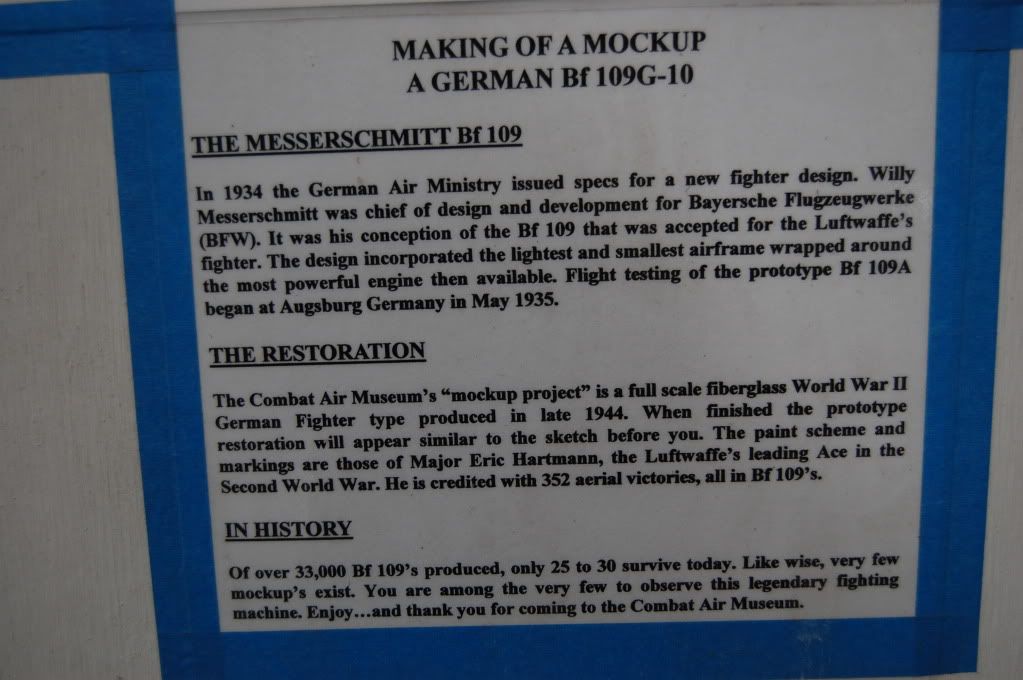 MAKING OF A MOCKUP
A GERMAN Bf 109G-10
THE MESSERSCHMITT Bf 109
In 1934 the German Air Ministry issued specs for a new fighter design. Willy
Messerschmitt was chief of design and development for Bayersche Flugzeugwerke
(BFW). It was his conception of the Bf 109 that was accepted for the Luftwaffe's
fighter. The design incorporated the lightest and smallest airframe wrapped around
the most powerful engine then available. Flight testing of the prototype Bf 109A
began at Augsburg Germany in May 1935.
THE RESTORATION
The Combat Air Museum's “mockup project” is a full scale fiberglass World War II
German Fighter type produced in late 1944. When finished the prototype
restoration will appear similar to the sketch before you. The paint scheme and
markings are those of Major Eric Hartmann, the Luftwaffe's leading Ace in the
Second World War. He is credited with 352 aerial victories, all in Bf 109's.
IN HISTORY
Of over 33,000 Bf 109's produced, only 25 to 30 survive today. Like wise, very few
mockup's exist. You are among the very few to observe this legendary fighting
machine. Enjoy…and thank you for coming to the Combat Air Museum.